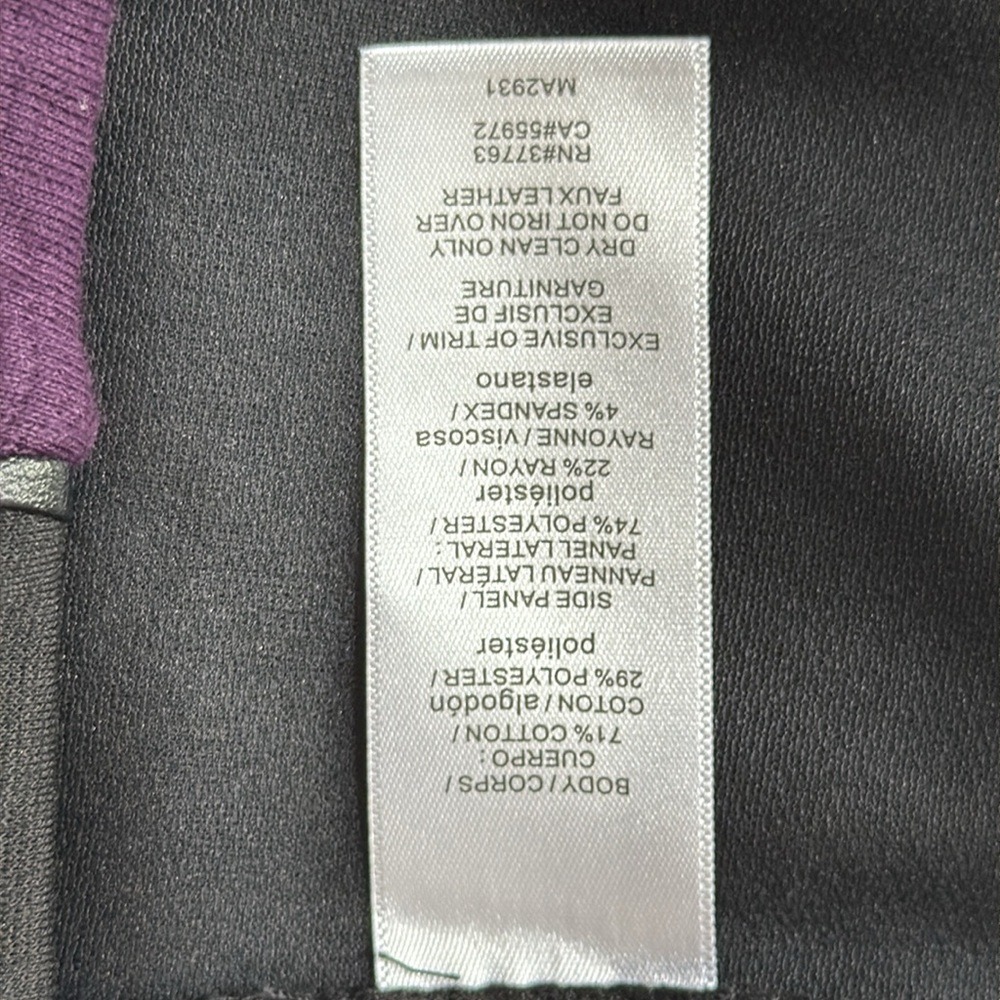 BODY / CORPS /
CUERPO :
71% COTTON /
COTON / algodón
29% POLYESTER /
poliéster
SIDE PANEL /
PANNEAU LATÉRAL /
PANEL LATERAL :
74% POLYESTER /
poliéster
22% RAYON /
RAYONNE / viscosa
4% SPANDEX /
elastano
EXCLUSIVE OF TRIM /
EXCLUSIF DE
GARNITURE
DRY CLEAN ONLY
DO NOT IRON OVER
FAUX LEATHER
RN#37763
CA#55972
MA2931